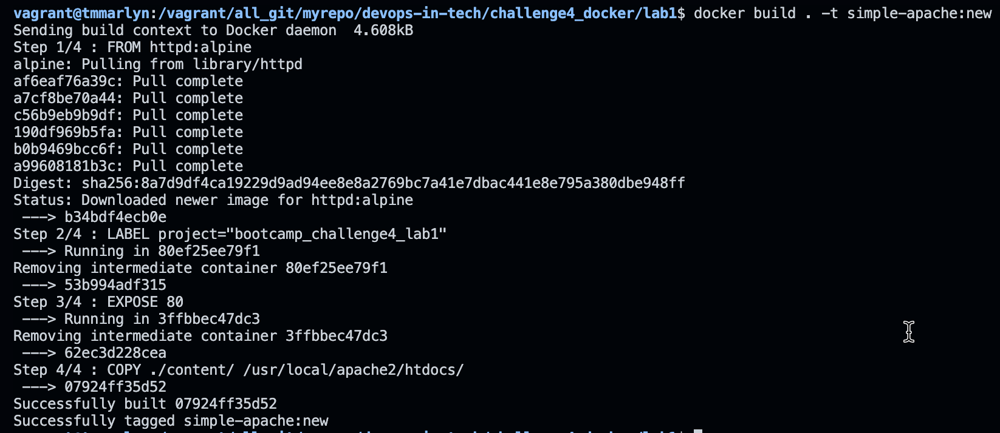 vagrant@tmmarlyn:/vagrant/all_git/myrepo/devops-in-tech/challenge4_docker/lab1$ docker build . -t simple-apache:new
Sending build context to Docker daemon  4.608kB
Step 1/4 : FROM httpd:alpine
alpine: Pulling from library/httpd
af6eaf76a39c: Pull complete
a7cf8be70a44: Pull complete
c56b9eb9b9df: Pull complete
190df969b5fa: Pull complete
b0b9469bcc6f: Pull complete
a99608181b3c: Pull complete
Digest: sha256:8a7d9df4ca19229d9ad94ee8e8a2769bc7a41e7dbac441e8e795a380dbe948ff
Status: Downloaded newer image for httpd:alpine
 ---> b34bdf4ecb0e
Step 2/4 : LABEL project="bootcamp_challenge4_lab1"
 ---> Running in 80ef25ee79f1
Removing intermediate container 80ef25ee79f1
 ---> 53b994adf315
Step 3/4 : EXPOSE 80
 ---> Running in 3ffbbec47dc3
Removing intermediate container 3ffbbec47dc3
 ---> 62ec3d228cea
Step 4/4 : COPY ./content/ /usr/local/apache2/htdocs/
 ---> 07924ff35d52
Successfully built 07924ff35d52
Successfully tagged simple-apache:new